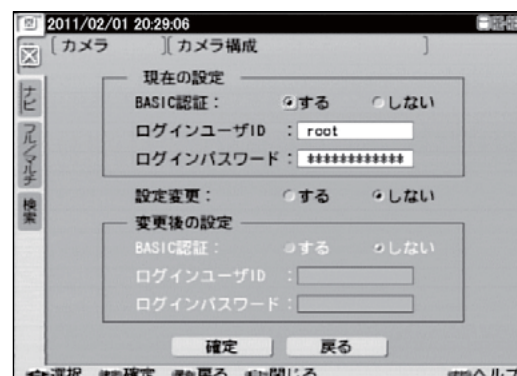 2011/02/01 20:29:06
[カメラ ][カメラ構成 ]
ナビ
フル/マルチ
検索
現在の設定
BASIC認証： する しない
ログインユーザID ： root
ログインパスワード： ************
設定変更： する しない
変更後の設定
BASIC認証： する しない
ログインユーザID ：
ログインパスワード：
確定 戻る
選択 確定 戻る 閉じる ヘルプ